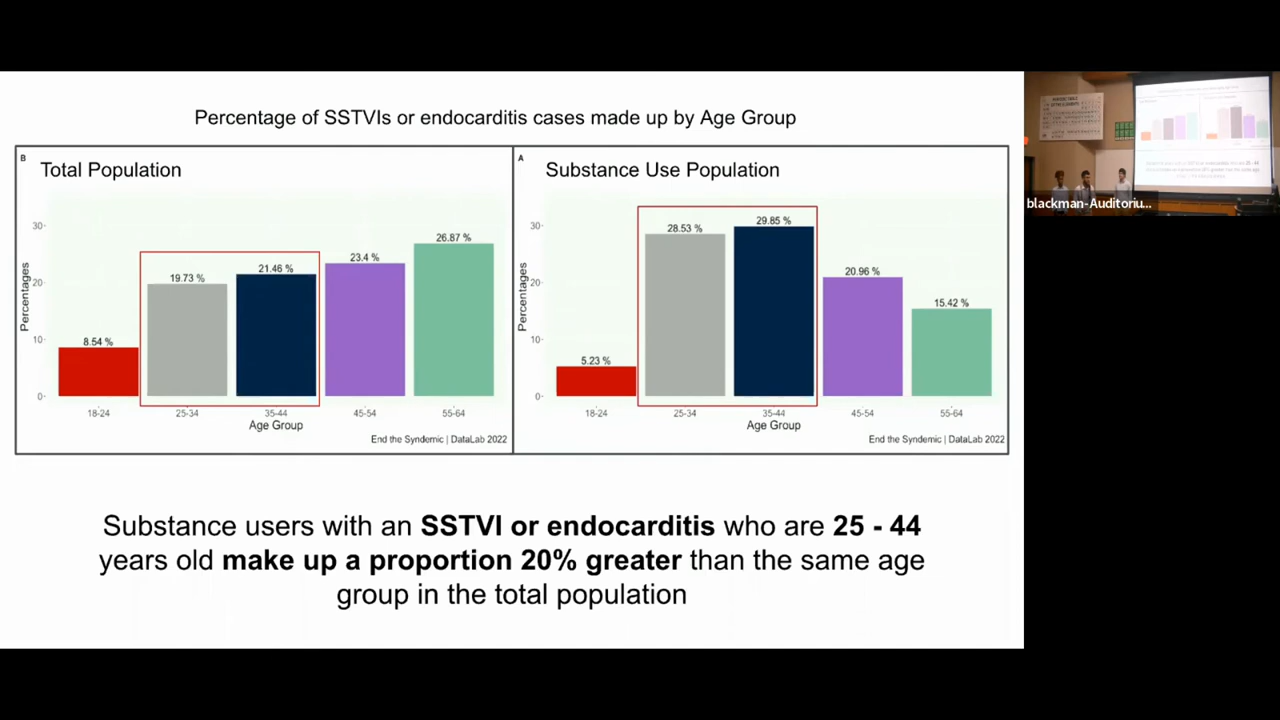 Percentage of SSTVIs or endocarditis cases made up by Age Group
B
Total Population
30
20
10
0
Percentages
8.54 %
19.73 %
21.46 %
23.4 %
26.87 %
18-24
25-34
35-44
45-54
55-64
Age Group
End the Syndemic | DataLab 2022
A
Substance Use Population
30
20
10
0
Percentages
5.23 %
28.53 %
29.85 %
20.96 %
15.42 %
18-24
25-34
35-44
45-54
55-64
Age Group
End the Syndemic | DataLab 2022
Substance users with an SSTVI or endocarditis who are 25 - 44
years old make up a proportion 20% greater than the same age
group in the total population
blackman-Auditoriu...